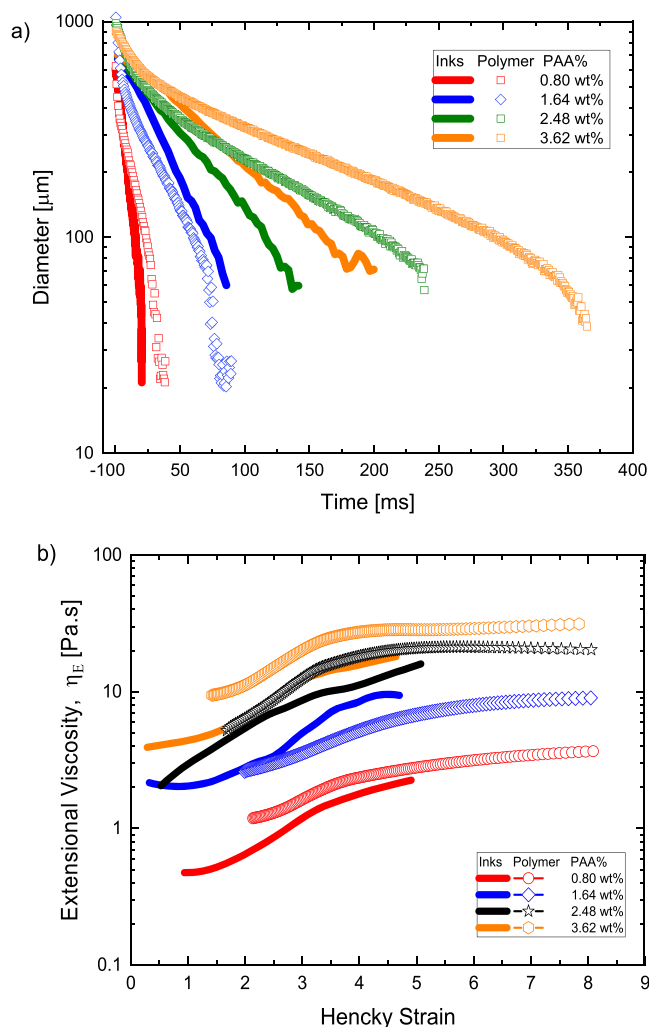 a)
1000
100
10
Diameter [μm]
Inks Polymer PAA%
0.80 wt%
1.64 wt%
2.48 wt%
3.62 wt%
-100 50 100 150 200 250 300 350 400
Time [ms]
b)
100
10
1
0.1
Extensional Viscosity, ηE [Pa.s]
Inks Polymer PAA%
0.80 wt%
1.64 wt%
2.48 wt%
3.62 wt%
0 1 2 3 4 5 6 7 8 9
Hencky Strain